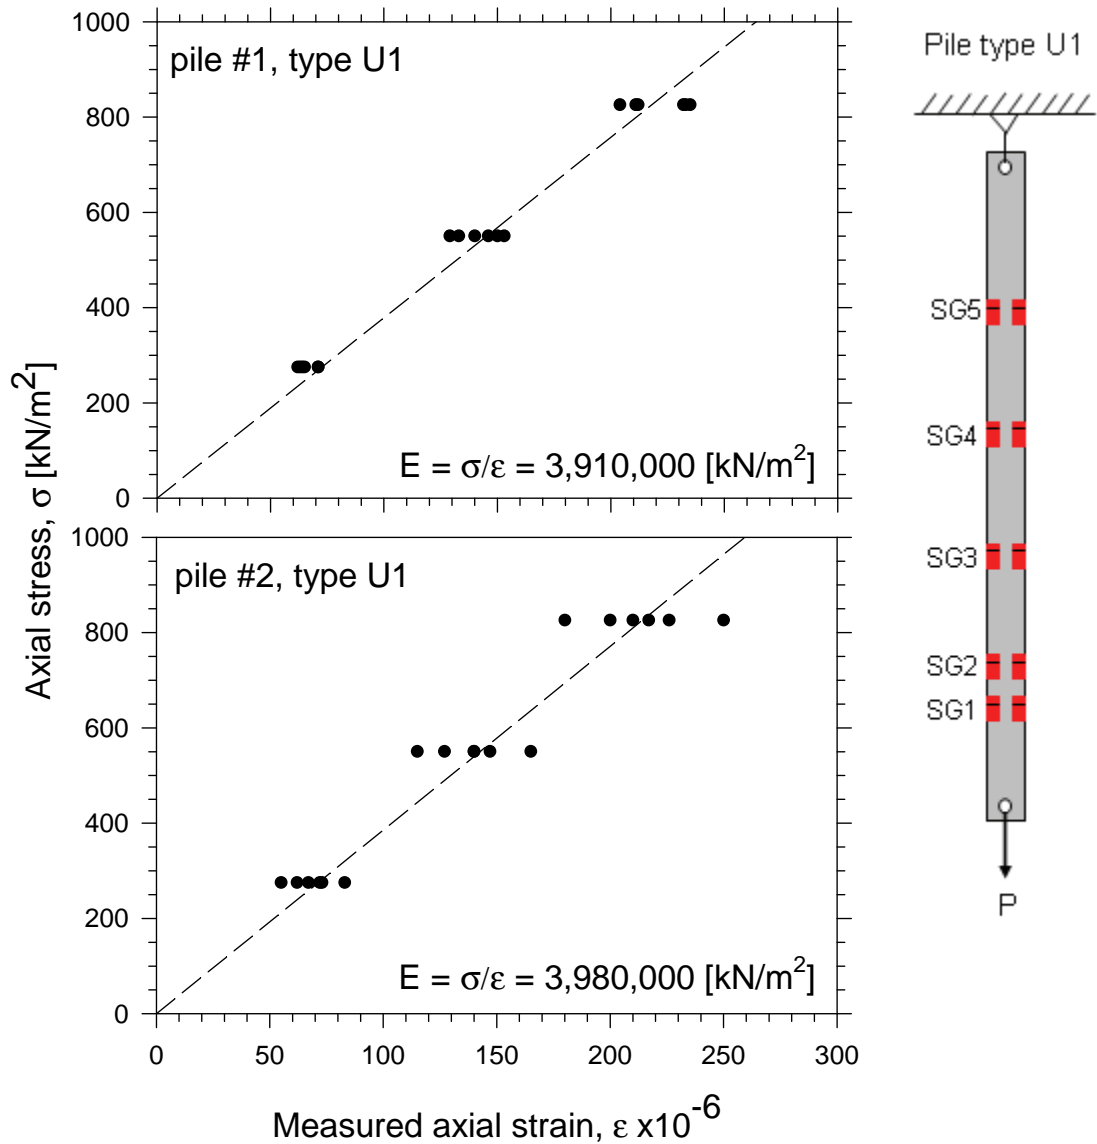 pile #1, type U1
1000
800
600
400
200
0
E = σ/ε = 3,910,000 [kN/m²]
Axial stress, σ [kN/m²]
pile #2, type U1
1000
800
600
400
200
0
E = σ/ε = 3,980,000 [kN/m²]
0 50 100 150 200 250 300
Measured axial strain, ε x10⁻⁶
Pile type U1
SG5
SG4
SG3
SG2
SG1
P